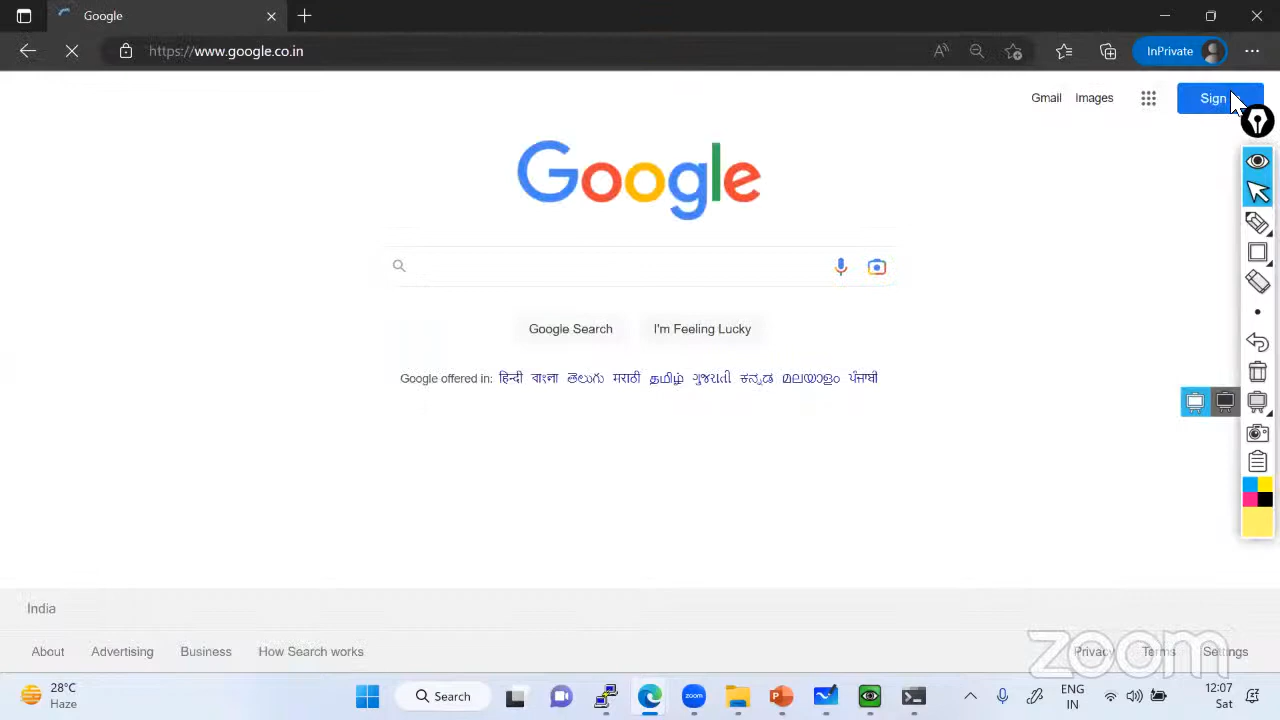 Google
https://www.google.co.in
InPrivate
Gmail Images Sign
Google
Google Search I'm Feeling Lucky
Google offered in: हिन्दी বাংলা తెలుగు मराठी தமிழ் ગુજરાતી ಕನ್ನಡ മലയാളം ਪੰਜਾਬੀ
India
About Advertising Business How Search works Privacy Terms Settings
zoom
28°C
Haze
Search
zoom
ENG
IN
12:07
Sat